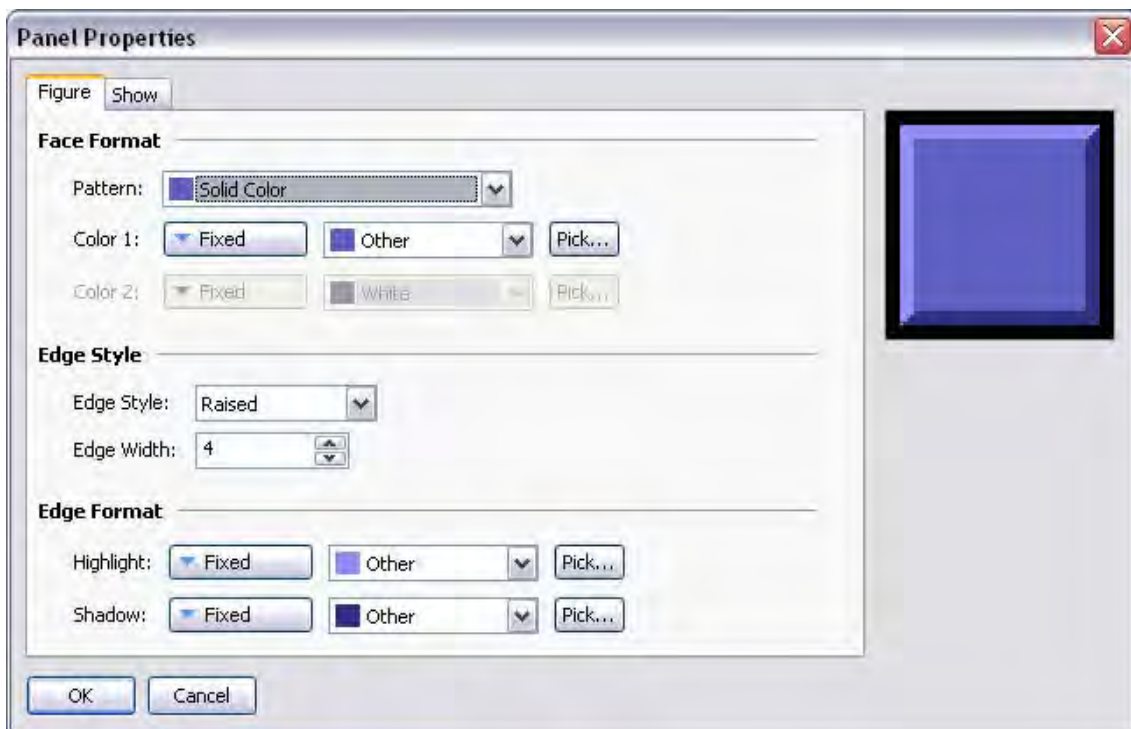 Panel Properties
Figure Show
Face Format
Pattern: Solid Color
Color 1: Fixed Other Pick...
Color 2: Fixed White Pick...
Edge Style
Edge Style: Raised
Edge Width: 4
Edge Format
Highlight: Fixed Other Pick...
Shadow: Fixed Other Pick...
OK Cancel